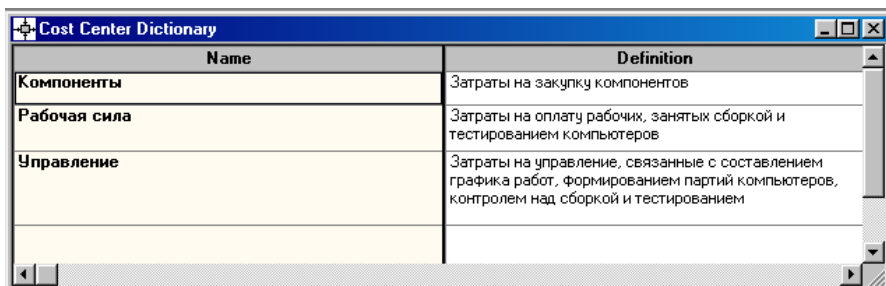 Cost Center Dictionary
Name
Definition
Компоненты
Затраты на закупку компонентов
Рабочая сила
Затраты на оплату рабочих, занятых сборкой и
тестированием компьютеров
Управление
Затраты на управление, связанные с составлением
графика работ, формированием партий компьютеров,
контролем над сборкой и тестированием